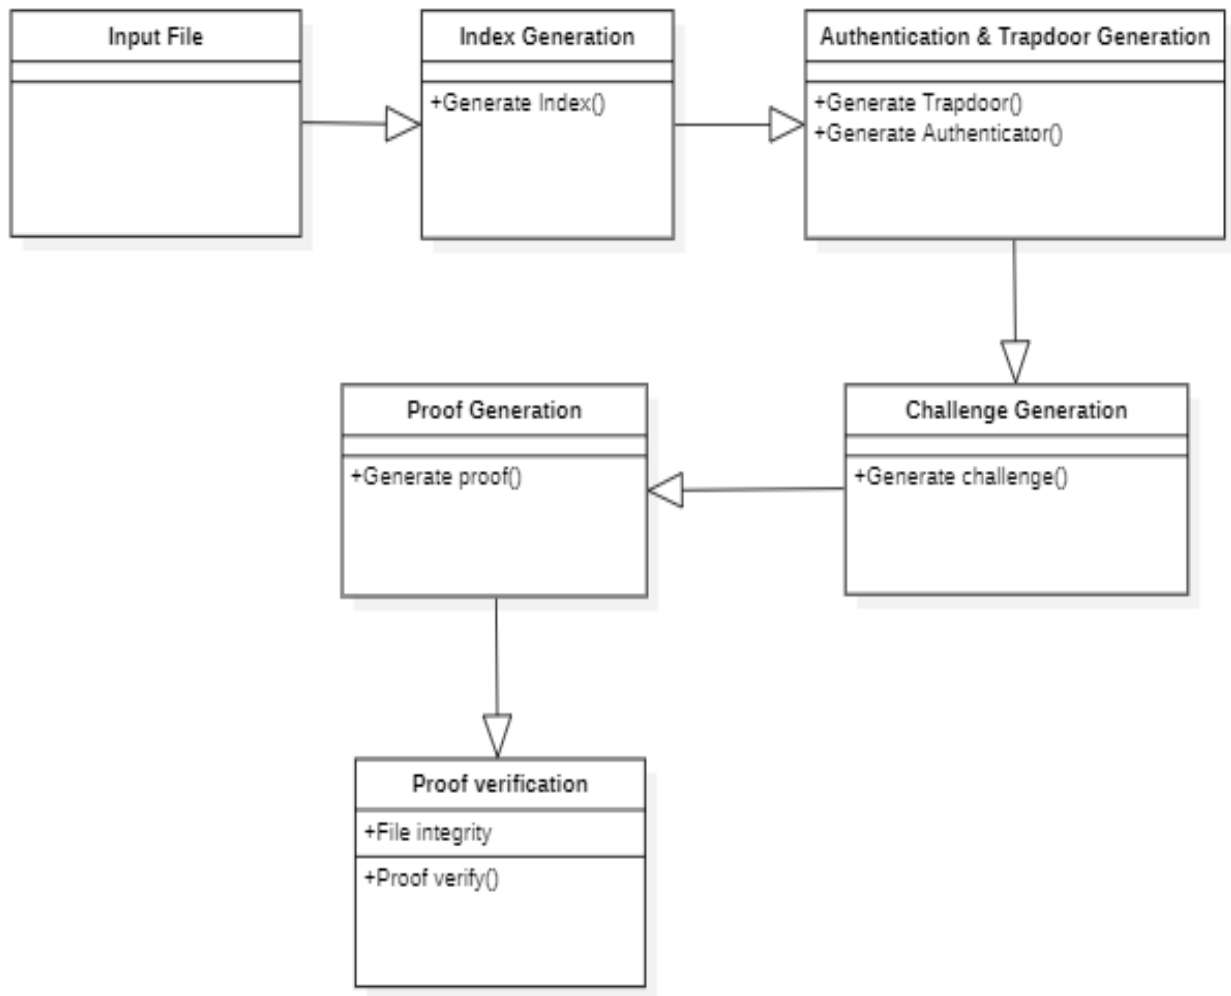 Input File
Index Generation
+Generate Index()
Authentication & Trapdoor Generation
+Generate Trapdoor()
+Generate Authenticator()
Proof Generation
+Generate proof()
Challenge Generation
+Generate challenge()
Proof verification
+File integrity
+Proof verify()